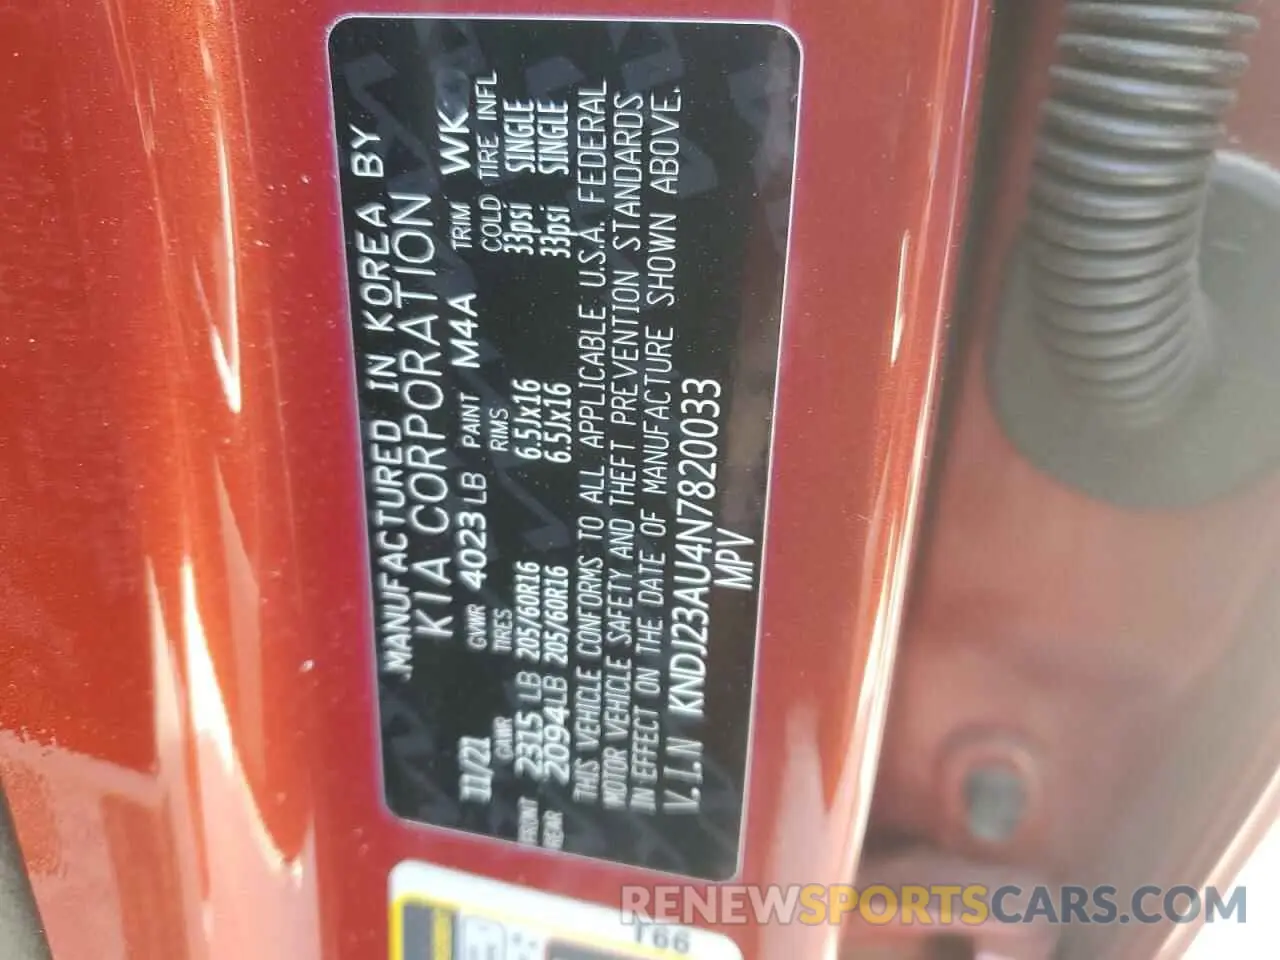 MANUFACTURED IN KOREA BY
KIA CORPORATION
11/21 GVWR 4023 LB PAINT M4A TRIM WK
GAWR TIRES RIMS COLD TIRE INFL
FRONT 2315 LB 205/60R16 6.5Jx16 33psi SINGLE
REAR 2094 LB 205/60R16 6.5Jx16 33psi SINGLE
THIS VEHICLE CONFORMS TO ALL APPLICABLE U.S.A. FEDERAL
MOTOR VEHICLE SAFETY AND THEFT PREVENTION STANDARDS
IN EFFECT ON THE DATE OF MANUFACTURE SHOWN ABOVE.
V.I.N KNDJ23AU4N7820033
MPV
T66
RENEWSPORTSCARS.COM